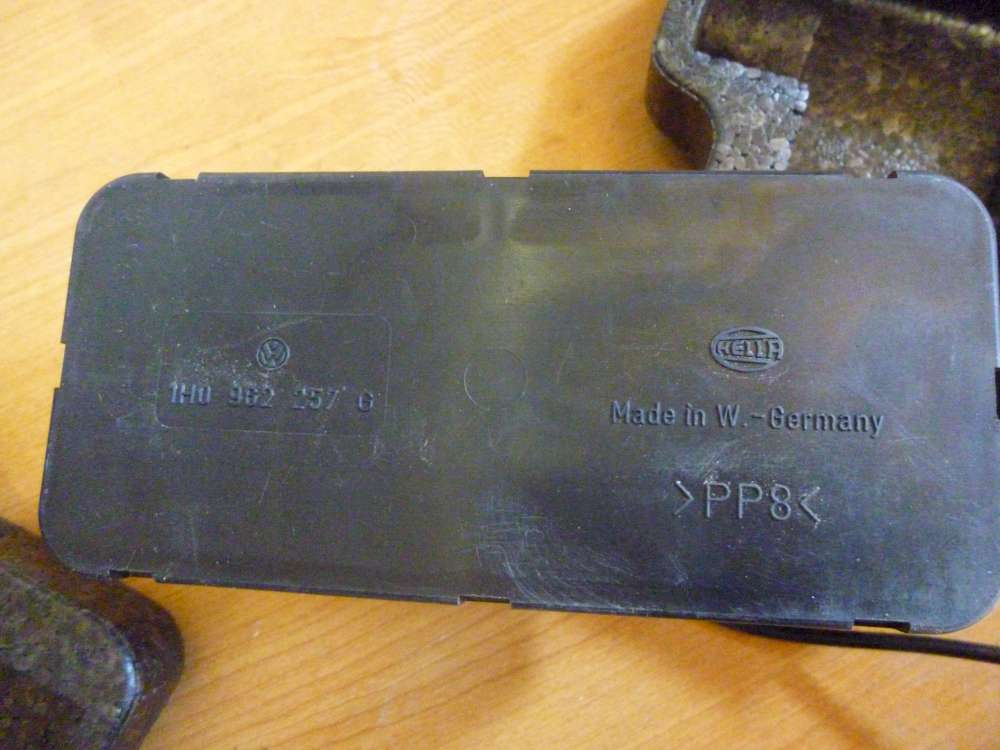 1H0 962 257 G
HELLA
Made in W.-Germany
>PP8<